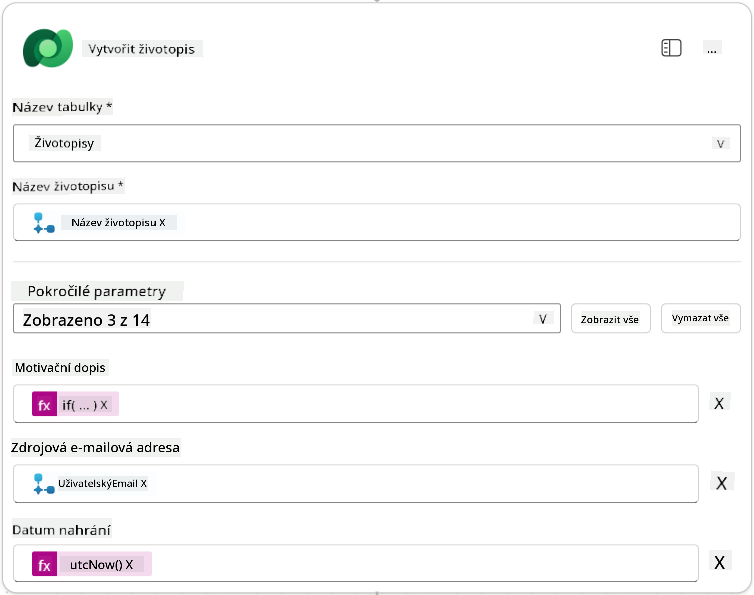 Vytvořit životopis
...
Název tabulky *
Životopisy
V
Název životopisu *
Název životopisu X
Pokročilé parametry
Zobrazeno 3 z 14
V
Zobrazit vše
Vymazat vše
Motivační dopis
fx if( ... ) X
X
Zdrojová e-mailová adresa
UživatelskýEmail X
X
Datum nahrání
fx utcNow() X
X